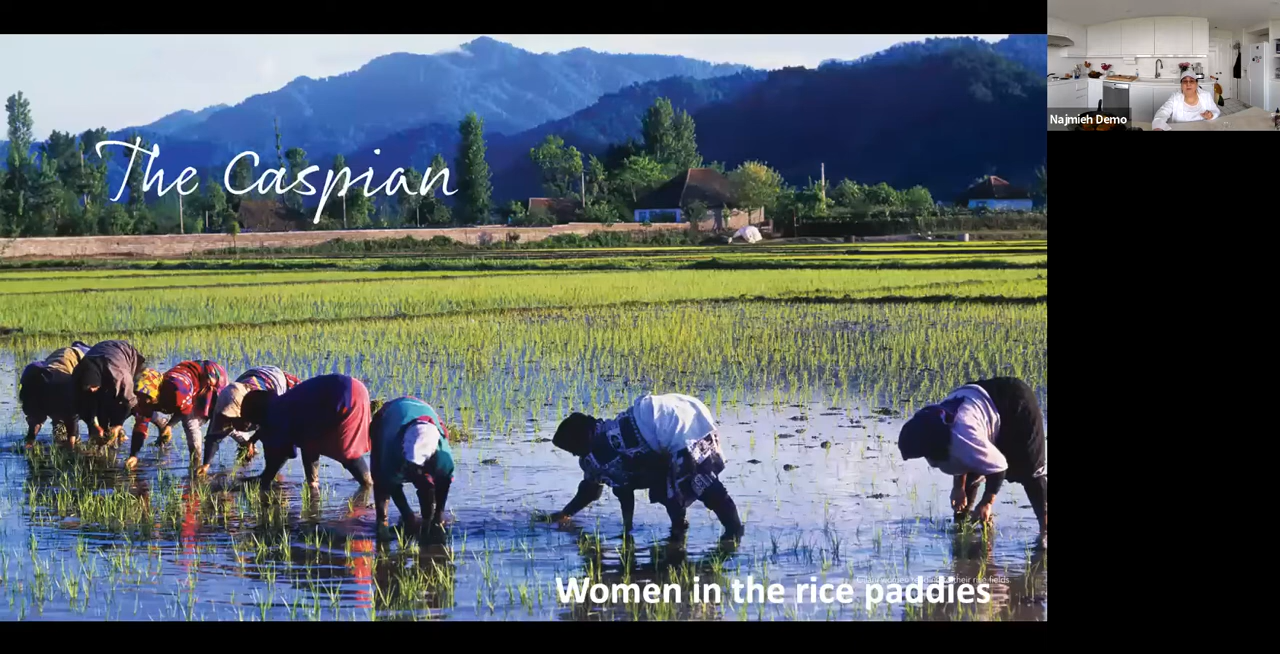 The Caspian
Najmieh Demo
Women in the rice paddies